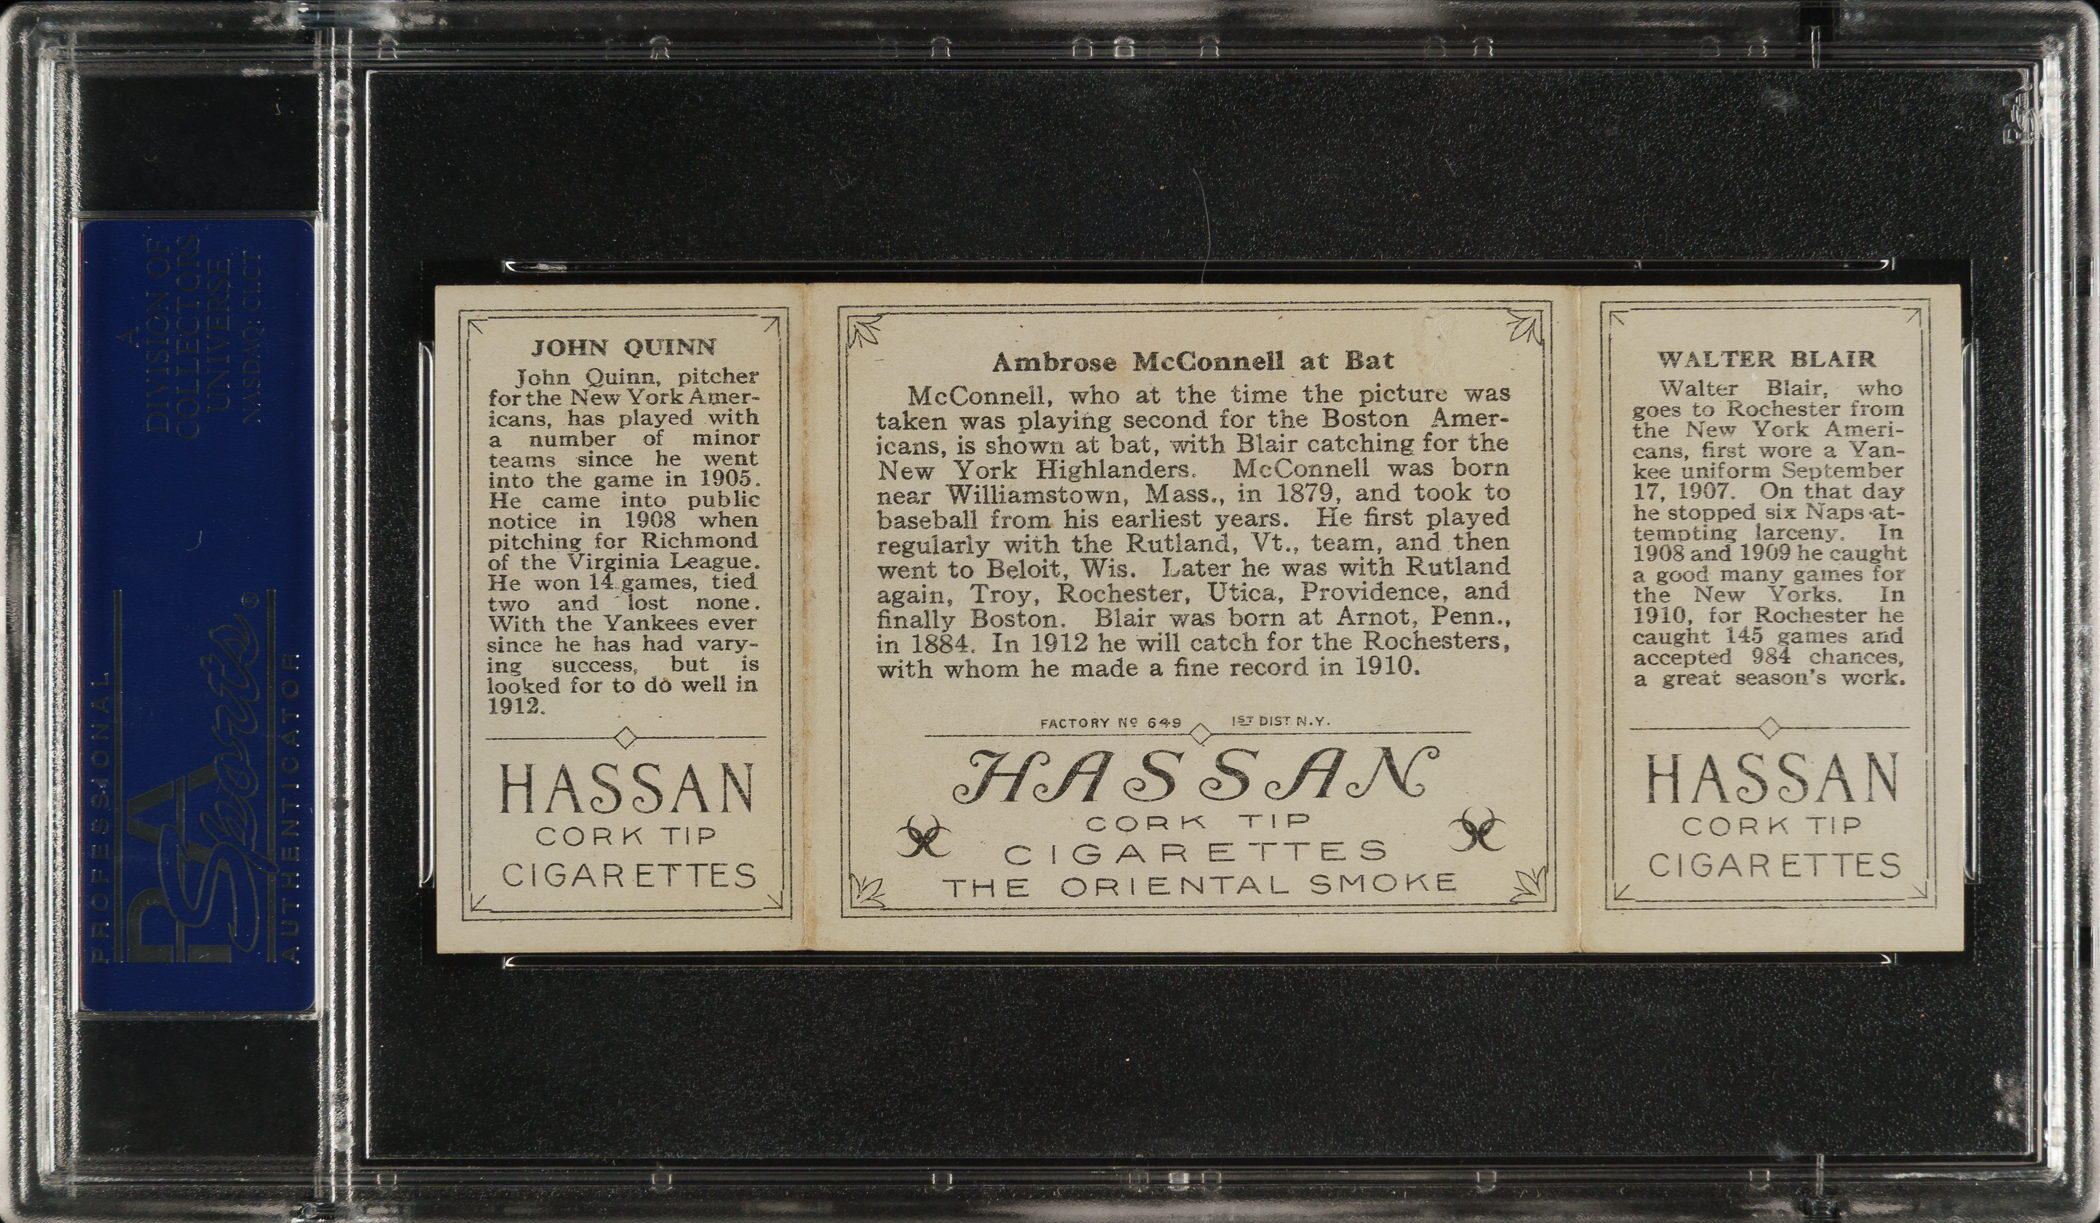 A
DIVISION OF
COLLECTORS
UNIVERSE
NASDAQ: CLCT
PROFESSIONAL
PSA
Sports®
AUTHENTICATOR
JOHN QUINN
John Quinn, pitcher
for the New York Amer-
icans, has played with
a number of minor
teams since he went
into the game in 1905.
He came into public
notice in 1908 when
pitching for Richmond
of the Virginia League.
He won 14 games, tied
two and lost none.
With the Yankees ever
since he has had vary-
ing success, but is
looked for to do well in
1912.
HASSAN
CORK TIP
CIGARETTES
Ambrose McConnell at Bat
McConnell, who at the time the picture was
taken was playing second for the Boston Amer-
icans, is shown at bat, with Blair catching for the
New York Highlanders. McConnell was born
near Williamstown, Mass., in 1879, and took to
baseball from his earliest years. He first played
regularly with the Rutland, Vt., team, and then
went to Beloit, Wis. Later he was with Rutland
again, Troy, Rochester, Utica, Providence, and
finally Boston. Blair was born at Arnot, Penn.,
in 1884. In 1912 he will catch for the Rochesters,
with whom he made a fine record in 1910.
FACTORY Nº 649 1ST DIST N.Y.
HASSAN
CORK TIP
CIGARETTES
THE ORIENTAL SMOKE
WALTER BLAIR
Walter Blair, who
goes to Rochester from
the New York Ameri-
cans, first wore a Yan-
kee uniform September
17, 1907. On that day
he stopped six Naps at-
tempting larceny. In
1908 and 1909 he caught
a good many games for
the New Yorks. In
1910, for Rochester he
caught 145 games and
accepted 984 chances,
a great season's work.
HASSAN
CORK TIP
CIGARETTES
PSA